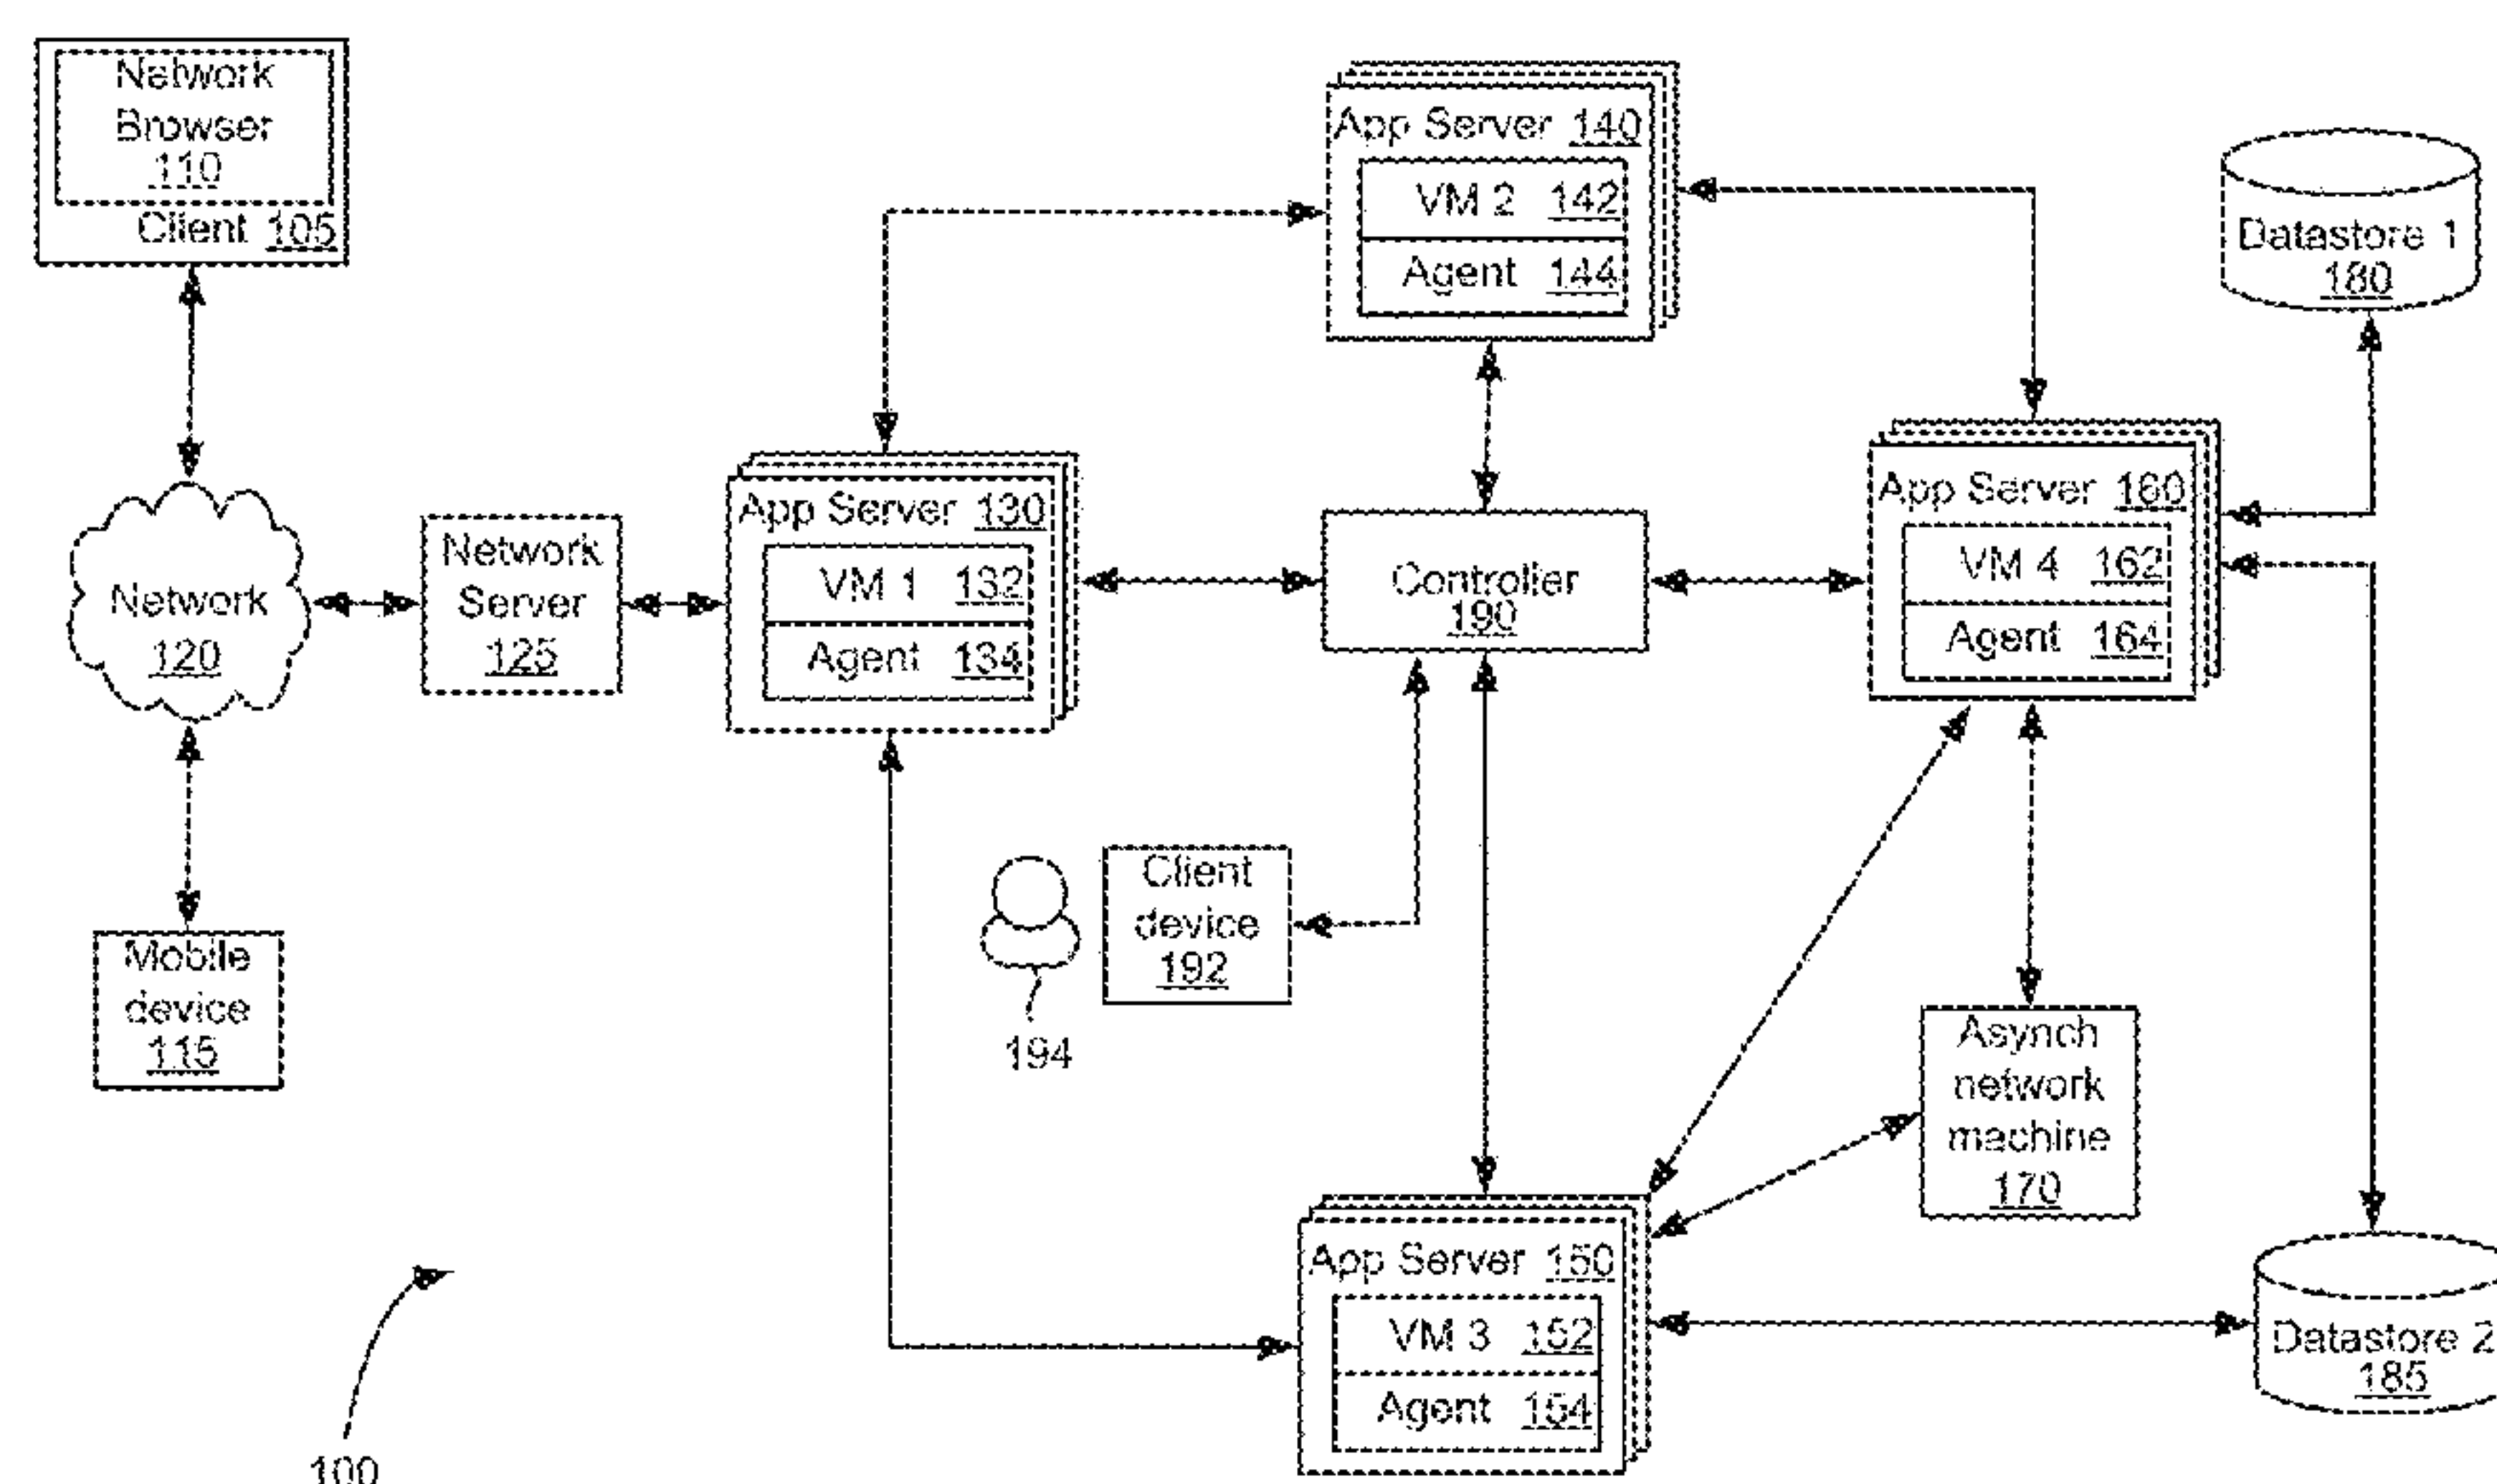 Network
Browser
110
Client 105
App Server 140
VM 2 142
Agent 144
Datastore 1
180
App Server 130
VM 1 132
Agent 134
Network
Server
125
Network
120
Controller
190
App Server 160
VM 4 162
Agent 164
Mobile
device
115
Client
device
192
194
Asynch
network
machine
170
App Server 150
VM 3 152
Agent 154
Datastore 2
185
100